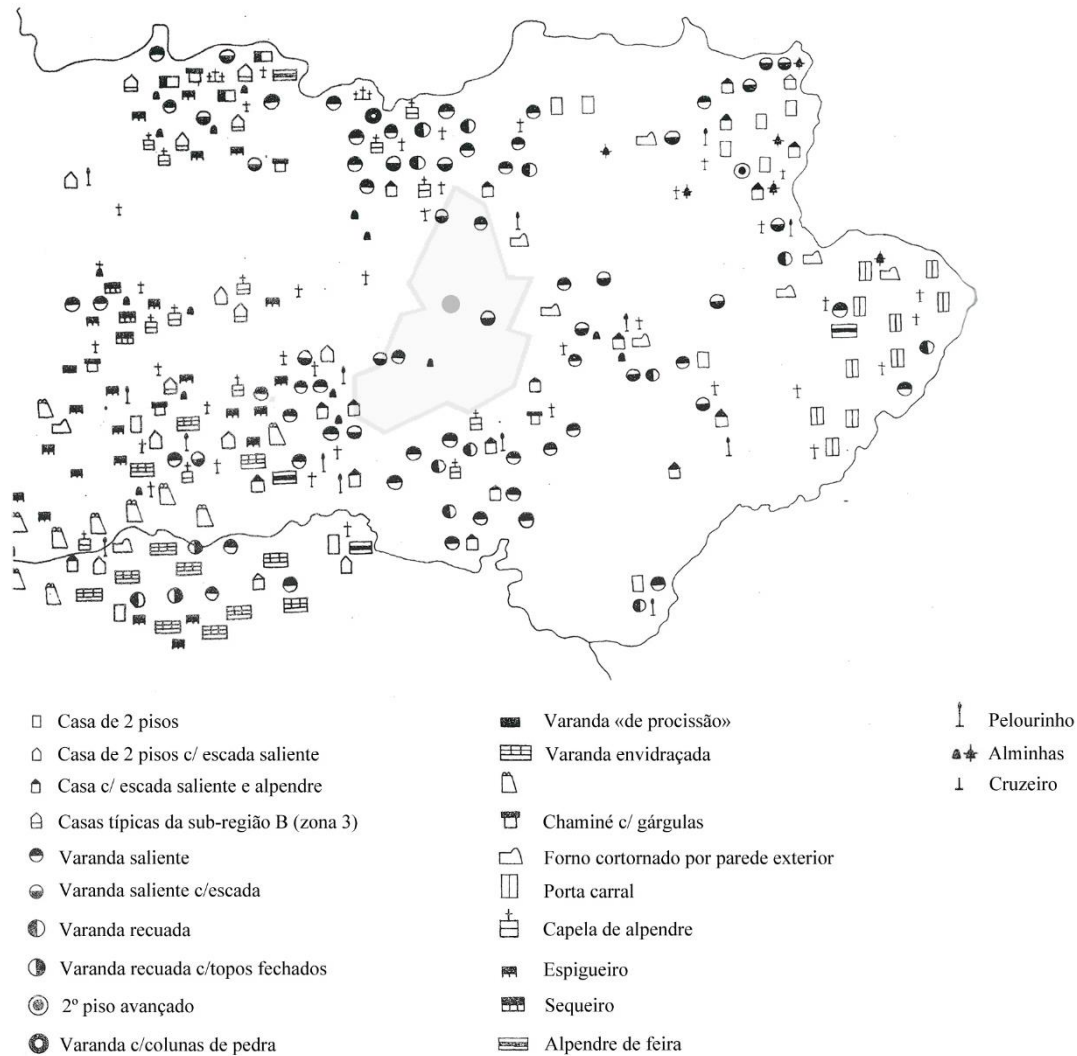 Casa de 2 pisos
Casa de 2 pisos c/ escada saliente
Casa c/ escada saliente e alpendre
Casas típicas da sub-região B (zona 3)
Varanda saliente
Varanda saliente c/escada
Varanda recuada
Varanda recuada c/topos fechados
2º piso avançado
Varanda c/colunas de pedra
Varanda «de procissão»
Varanda envidraçada
Chaminé c/ gárgulas
Forno cortornado por parede exterior
Porta carral
Capela de alpendre
Espigueiro
Sequeiro
Alpendre de feira
Pelourinho
Alminhas
Cruzeiro